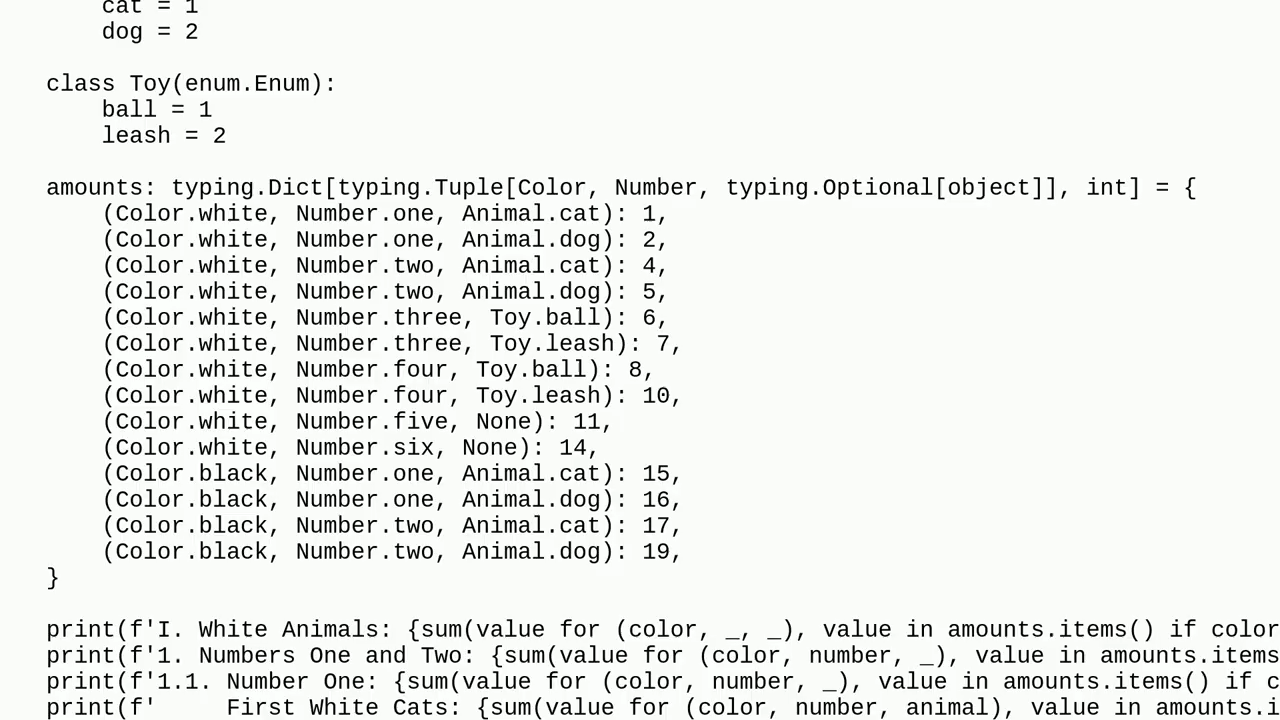 cat = 1
dog = 2
class Toy(enum.Enum):
ball = 1
leash = 2
amounts: typing.Dict[typing.Tuple[Color, Number, typing.Optional[object]], int] = {
(Color.white, Number.one, Animal.cat): 1,
(Color.white, Number.one, Animal.dog): 2,
(Color.white, Number.two, Animal.cat): 4,
(Color.white, Number.two, Animal.dog): 5,
(Color.white, Number.three, Toy.ball): 6,
(Color.white, Number.three, Toy.leash): 7,
(Color.white, Number.four, Toy.ball): 8,
(Color.white, Number.four, Toy.leash): 10,
(Color.white, Number.five, None): 11,
(Color.white, Number.six, None): 14,
(Color.black, Number.one, Animal.cat): 15,
(Color.black, Number.one, Animal.dog): 16,
(Color.black, Number.two, Animal.cat): 17,
(Color.black, Number.two, Animal.dog): 19,
}
print(f'I. White Animals: {sum(value for (color, _, _), value in amounts.items() if color
print(f'1. Numbers One and Two: {sum(value for (color, number, _), value in amounts.items
print(f'1.1. Number One: {sum(value for (color, number, _), value in amounts.items() if c
print(f'     First White Cats: {sum(value for (color, number, animal), value in amounts.i